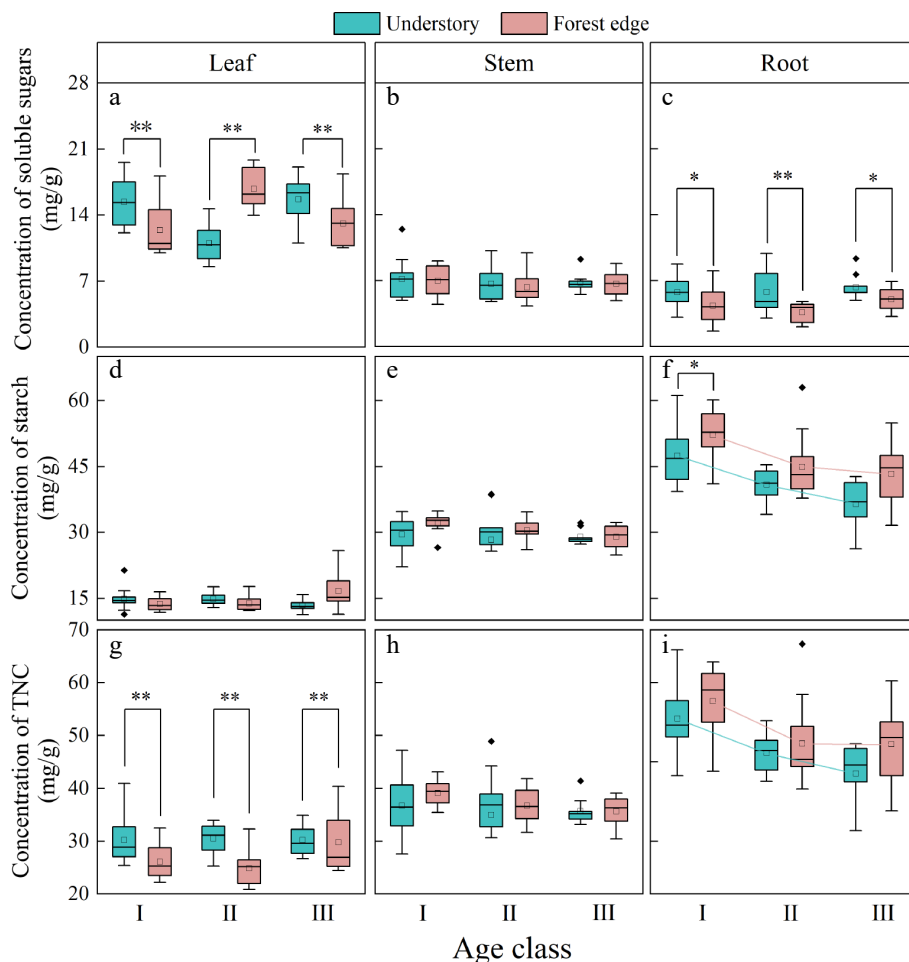 Understory Forest edge
Leaf Stem Root
Concentration of soluble sugars
(mg/g)
28
21
14
7
0
a
**
**
**
b
c
*
**
*
Concentration of starch
(mg/g)
60
45
30
15
d
e
f
*
Concentration of TNC
(mg/g)
70
60
50
40
30
20
g
**
**
**
h
i
I II III I II III I II III
Age class